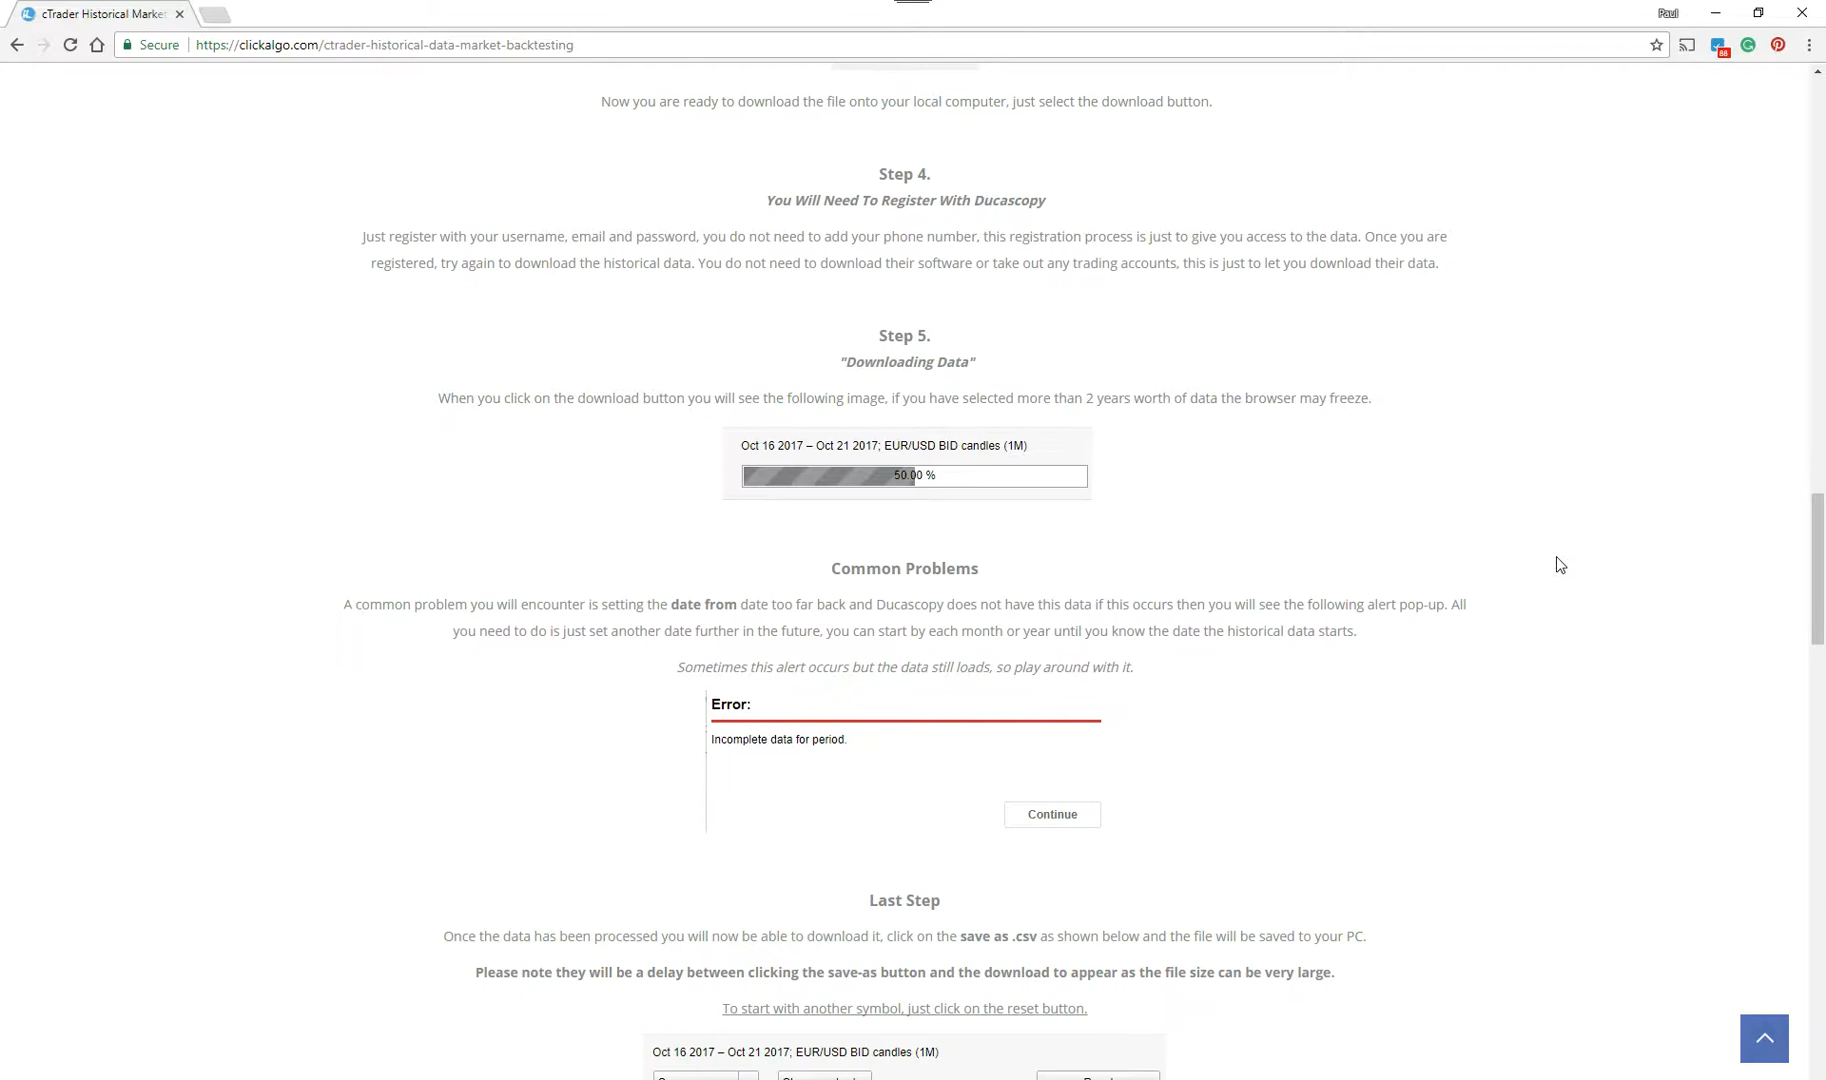 cTrader Historical Market
Paul
Secure
https://clickalgo.com/ctrader-historical-data-market-backtesting
88
Now you are ready to download the file onto your local computer, just select the download button.
Step 4.
You Will Need To Register With Ducascopy
Just register with your username, email and password, you do not need to add your phone number, this registration process is just to give you access to the data. Once you are
registered, try again to download the historical data. You do not need to download their software or take out any trading accounts, this is just to let you download their data.
Step 5.
"Downloading Data"
When you click on the download button you will see the following image, if you have selected more than 2 years worth of data the browser may freeze.
Oct 16 2017 – Oct 21 2017; EUR/USD BID candles (1M)
50.00 %
Common Problems
A common problem you will encounter is setting the date from date too far back and Ducascopy does not have this data if this occurs then you will see the following alert pop-up. All
you need to do is just set another date further in the future, you can start by each month or year until you know the date the historical data starts.
Sometimes this alert occurs but the data still loads, so play around with it.
Error:
Incomplete data for period.
Continue
Last Step
Once the data has been processed you will now be able to download it, click on the save as .csv as shown below and the file will be saved to your PC.
Please note they will be a delay between clicking the save-as button and the download to appear as the file size can be very large.
To start with another symbol, just click on the reset button.
Oct 16 2017 – Oct 21 2017; EUR/USD BID candles (1M)